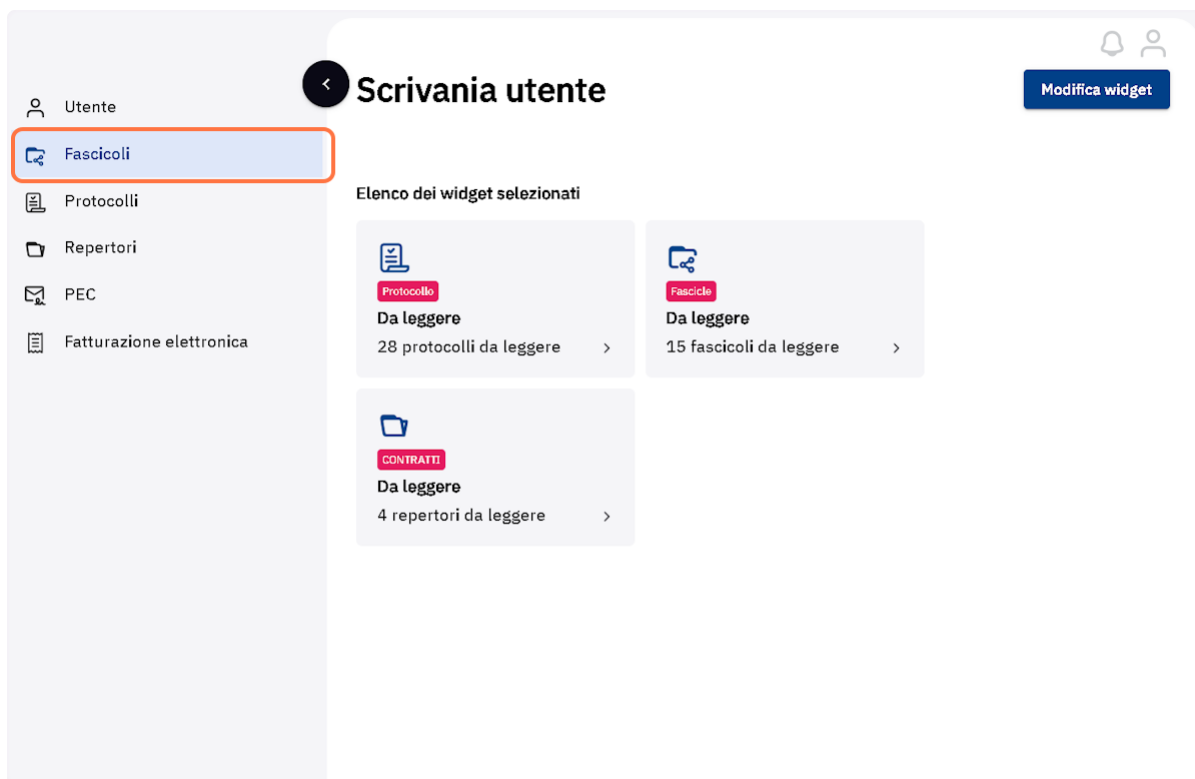 Utente
Fascicoli
Protocolli
Repertori
PEC
Fatturazione elettronica
Scrivania utente
Modifica widget
Elenco dei widget selezionati
Protocollo
Da leggere
28 protocolli da leggere
Fascicle
Da leggere
15 fascicoli da leggere
CONTRATTI
Da leggere
4 repertori da leggere